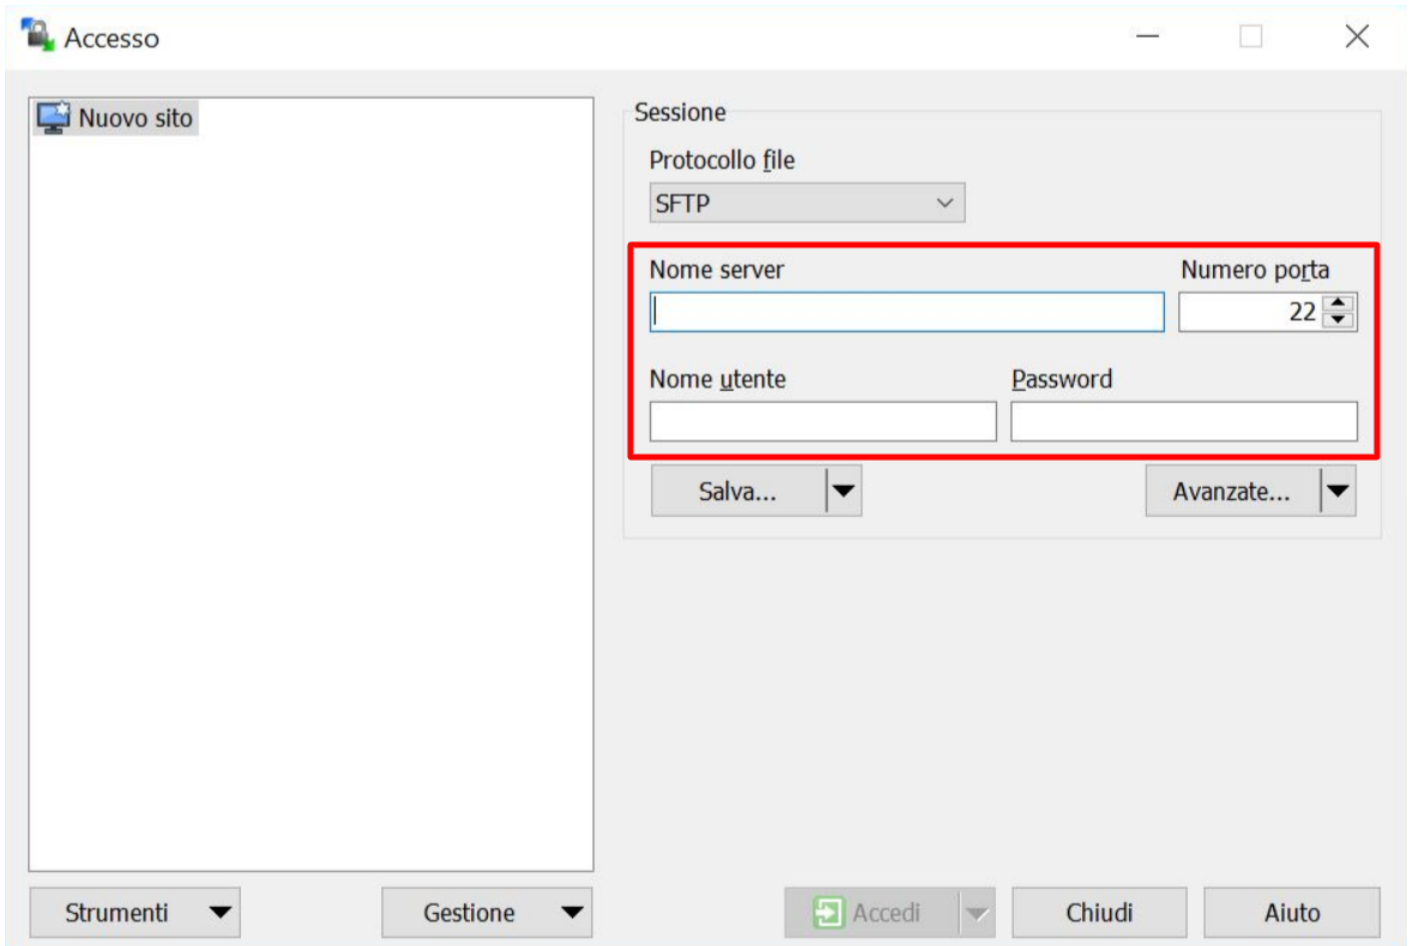 Accesso
Nuovo sito
Sessione
Protocollo file
SFTP
Nome server Numero porta
22
Nome utente Password
Salva... Avanzate...
Strumenti Gestione Accedi Chiudi Aiuto